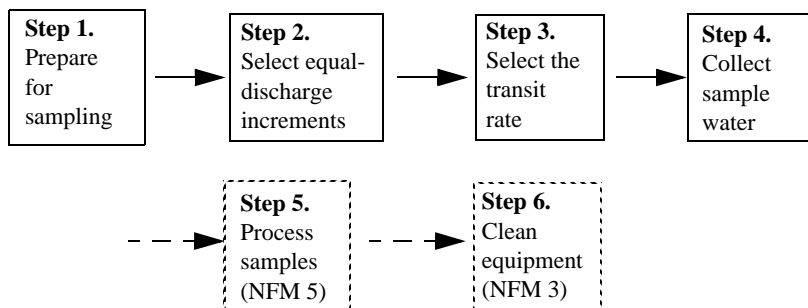 Step 1.
Prepare
for
sampling
Step 2.
Select equal-
discharge
increments
Step 3.
Select the
transit
rate
Step 4.
Collect
sample
water
Step 5.
Process
samples
(NFM 5)
Step 6.
Clean
equipment
(NFM 3)